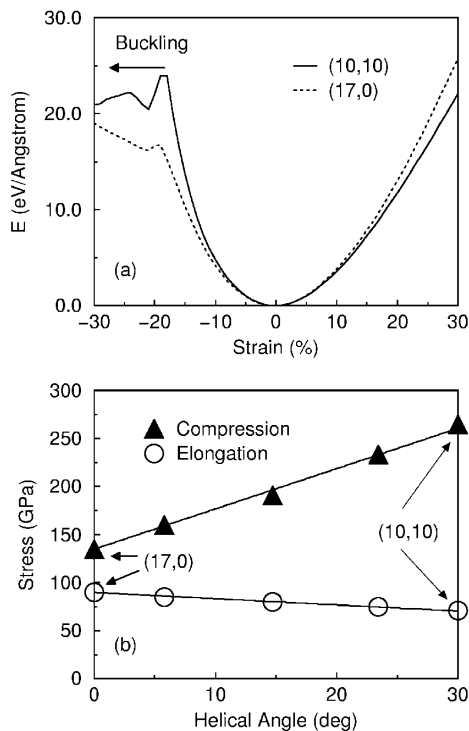 30.0
Buckling
(10,10)
(17,0)
20.0
E (eV/Angstrom)
10.0
(a)
0.0
−30 −20 −10 0 10 20 30
Strain (%)
300
Compression
250
Elongation
200
Stress (GPa)
(10,10)
150
(17,0)
100
50
(b)
0
0 10 20 30
Helical Angle (deg)